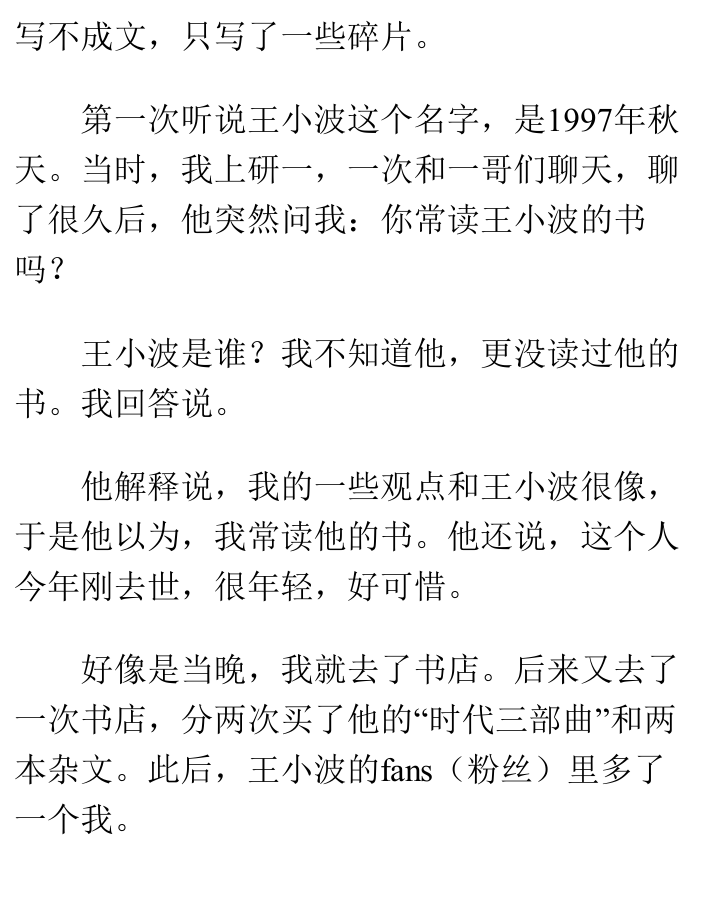 写不成文，只写了一些碎片。
第一次听说王小波这个名字，是1997年秋
天。当时，我上研一，一次和一哥们聊天，聊
了很久后，他突然问我：你常读王小波的书
吗？
王小波是谁？我不知道他，更没读过他的
书。我回答说。
他解释说，我的一些观点和王小波很像，
于是他以为，我常读他的书。他还说，这个人
今年刚去世，很年轻，好可惜。
好像是当晚，我就去了书店。后来又去了
一次书店，分两次买了他的“时代三部曲”和两
本杂文。此后，王小波的fans（粉丝）里多了
一个我。